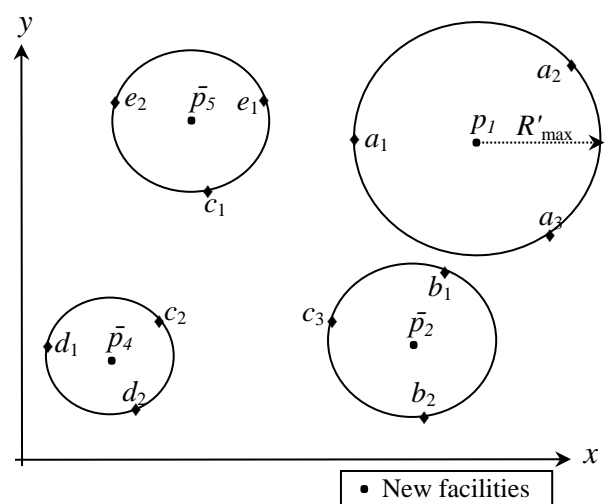 y
a₂
e₂
p̄₅
e₁
p₁
R'max
a₁
c₁
a₃
b₁
c₂
c₃
d₁
p̄₄
p̄₂
d₂
b₂
x
• New facilities